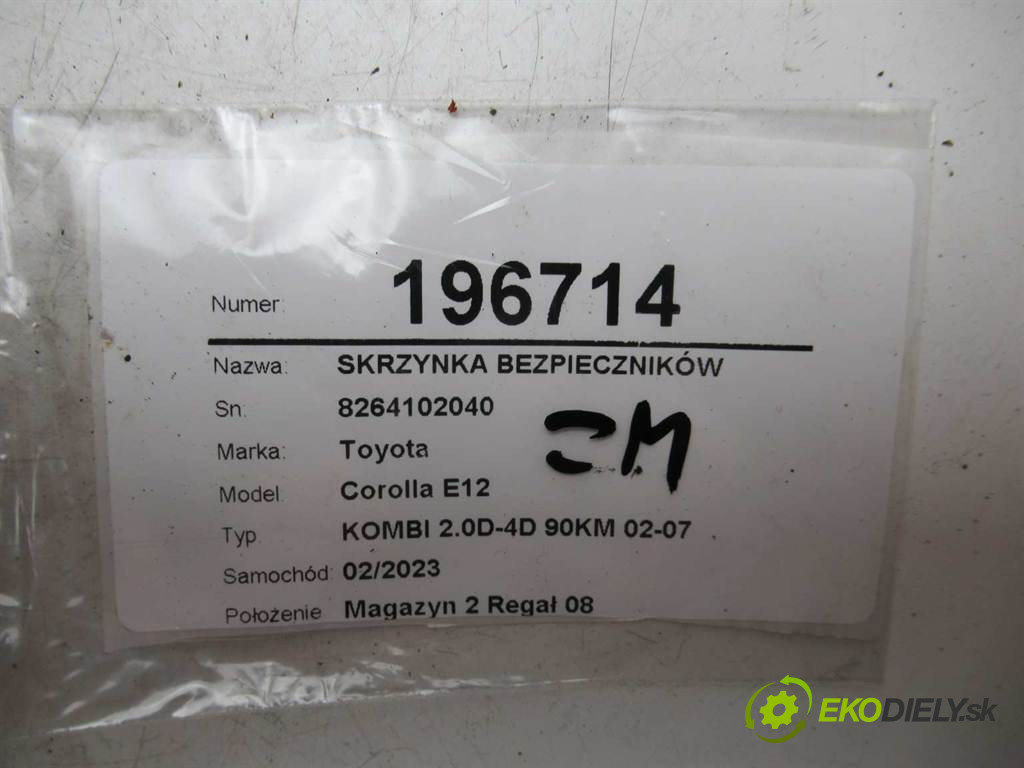 Numer: 196714
Nazwa: SKRZYNKA BEZPIECZNIKÓW
Sn: 8264102040
Marka: Toyota
Model: Corolla E12
Typ KOMBI 2.0D-4D 90KM 02-07
Samochód: 02/2023
Położenie Magazyn 2 Regał 08
EKODIELY.sk